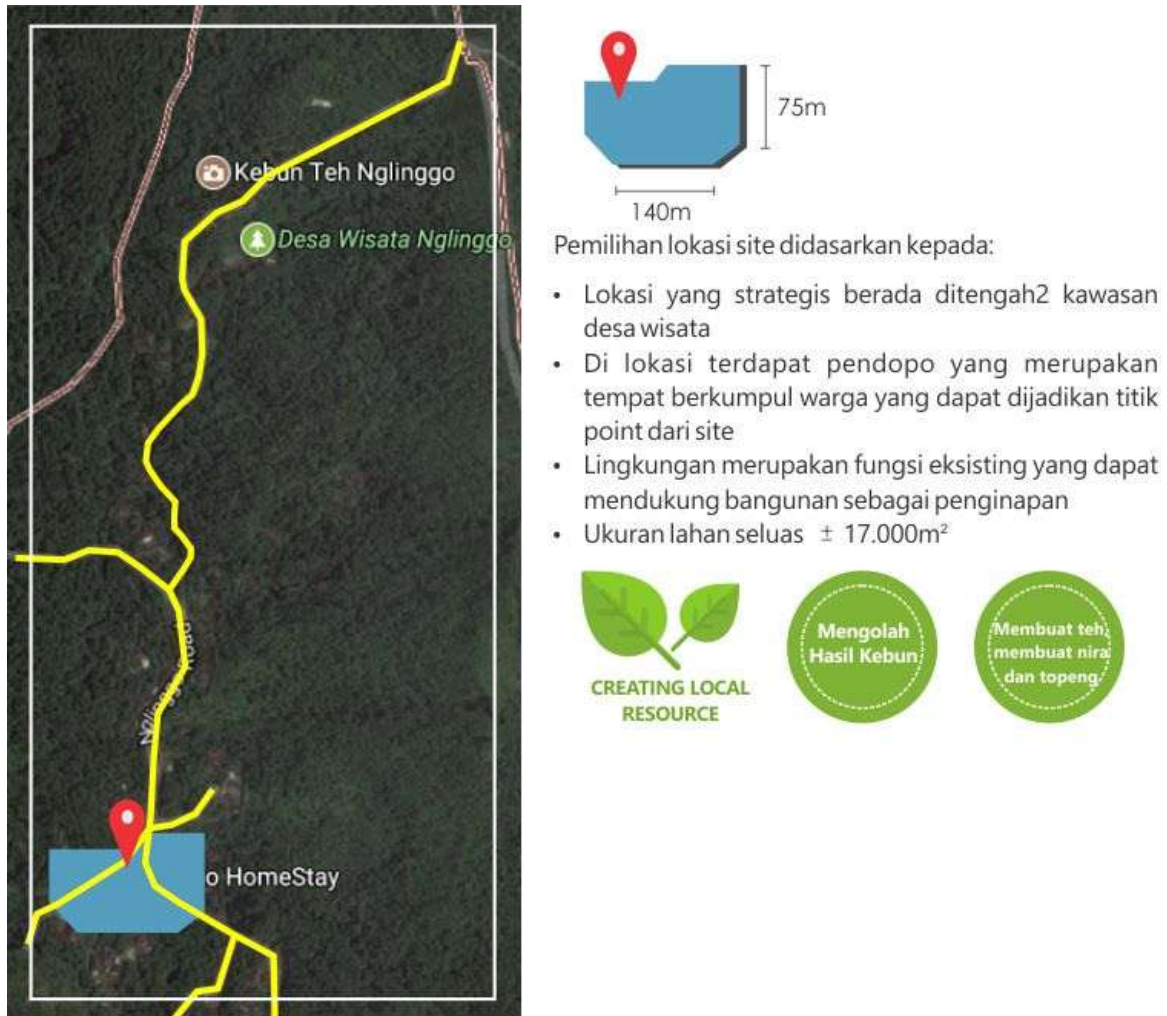 Kebun Teh Nglinggo
Desa Wisata Nglinggo
Nglinggo Road
o HomeStay
75m
140m
Pemilihan lokasi site didasarkan kepada:
• Lokasi yang strategis berada ditengah2 kawasan
desa wisata
• Di lokasi terdapat pendopo yang merupakan
tempat berkumpul warga yang dapat dijadikan titik
point dari site
• Lingkungan merupakan fungsi eksisting yang dapat
mendukung bangunan sebagai penginapan
• Ukuran lahan seluas ± 17.000m²
CREATING LOCAL
RESOURCE
Mengolah
Hasil Kebun
Membuat teh,
membuat nira
dan topeng